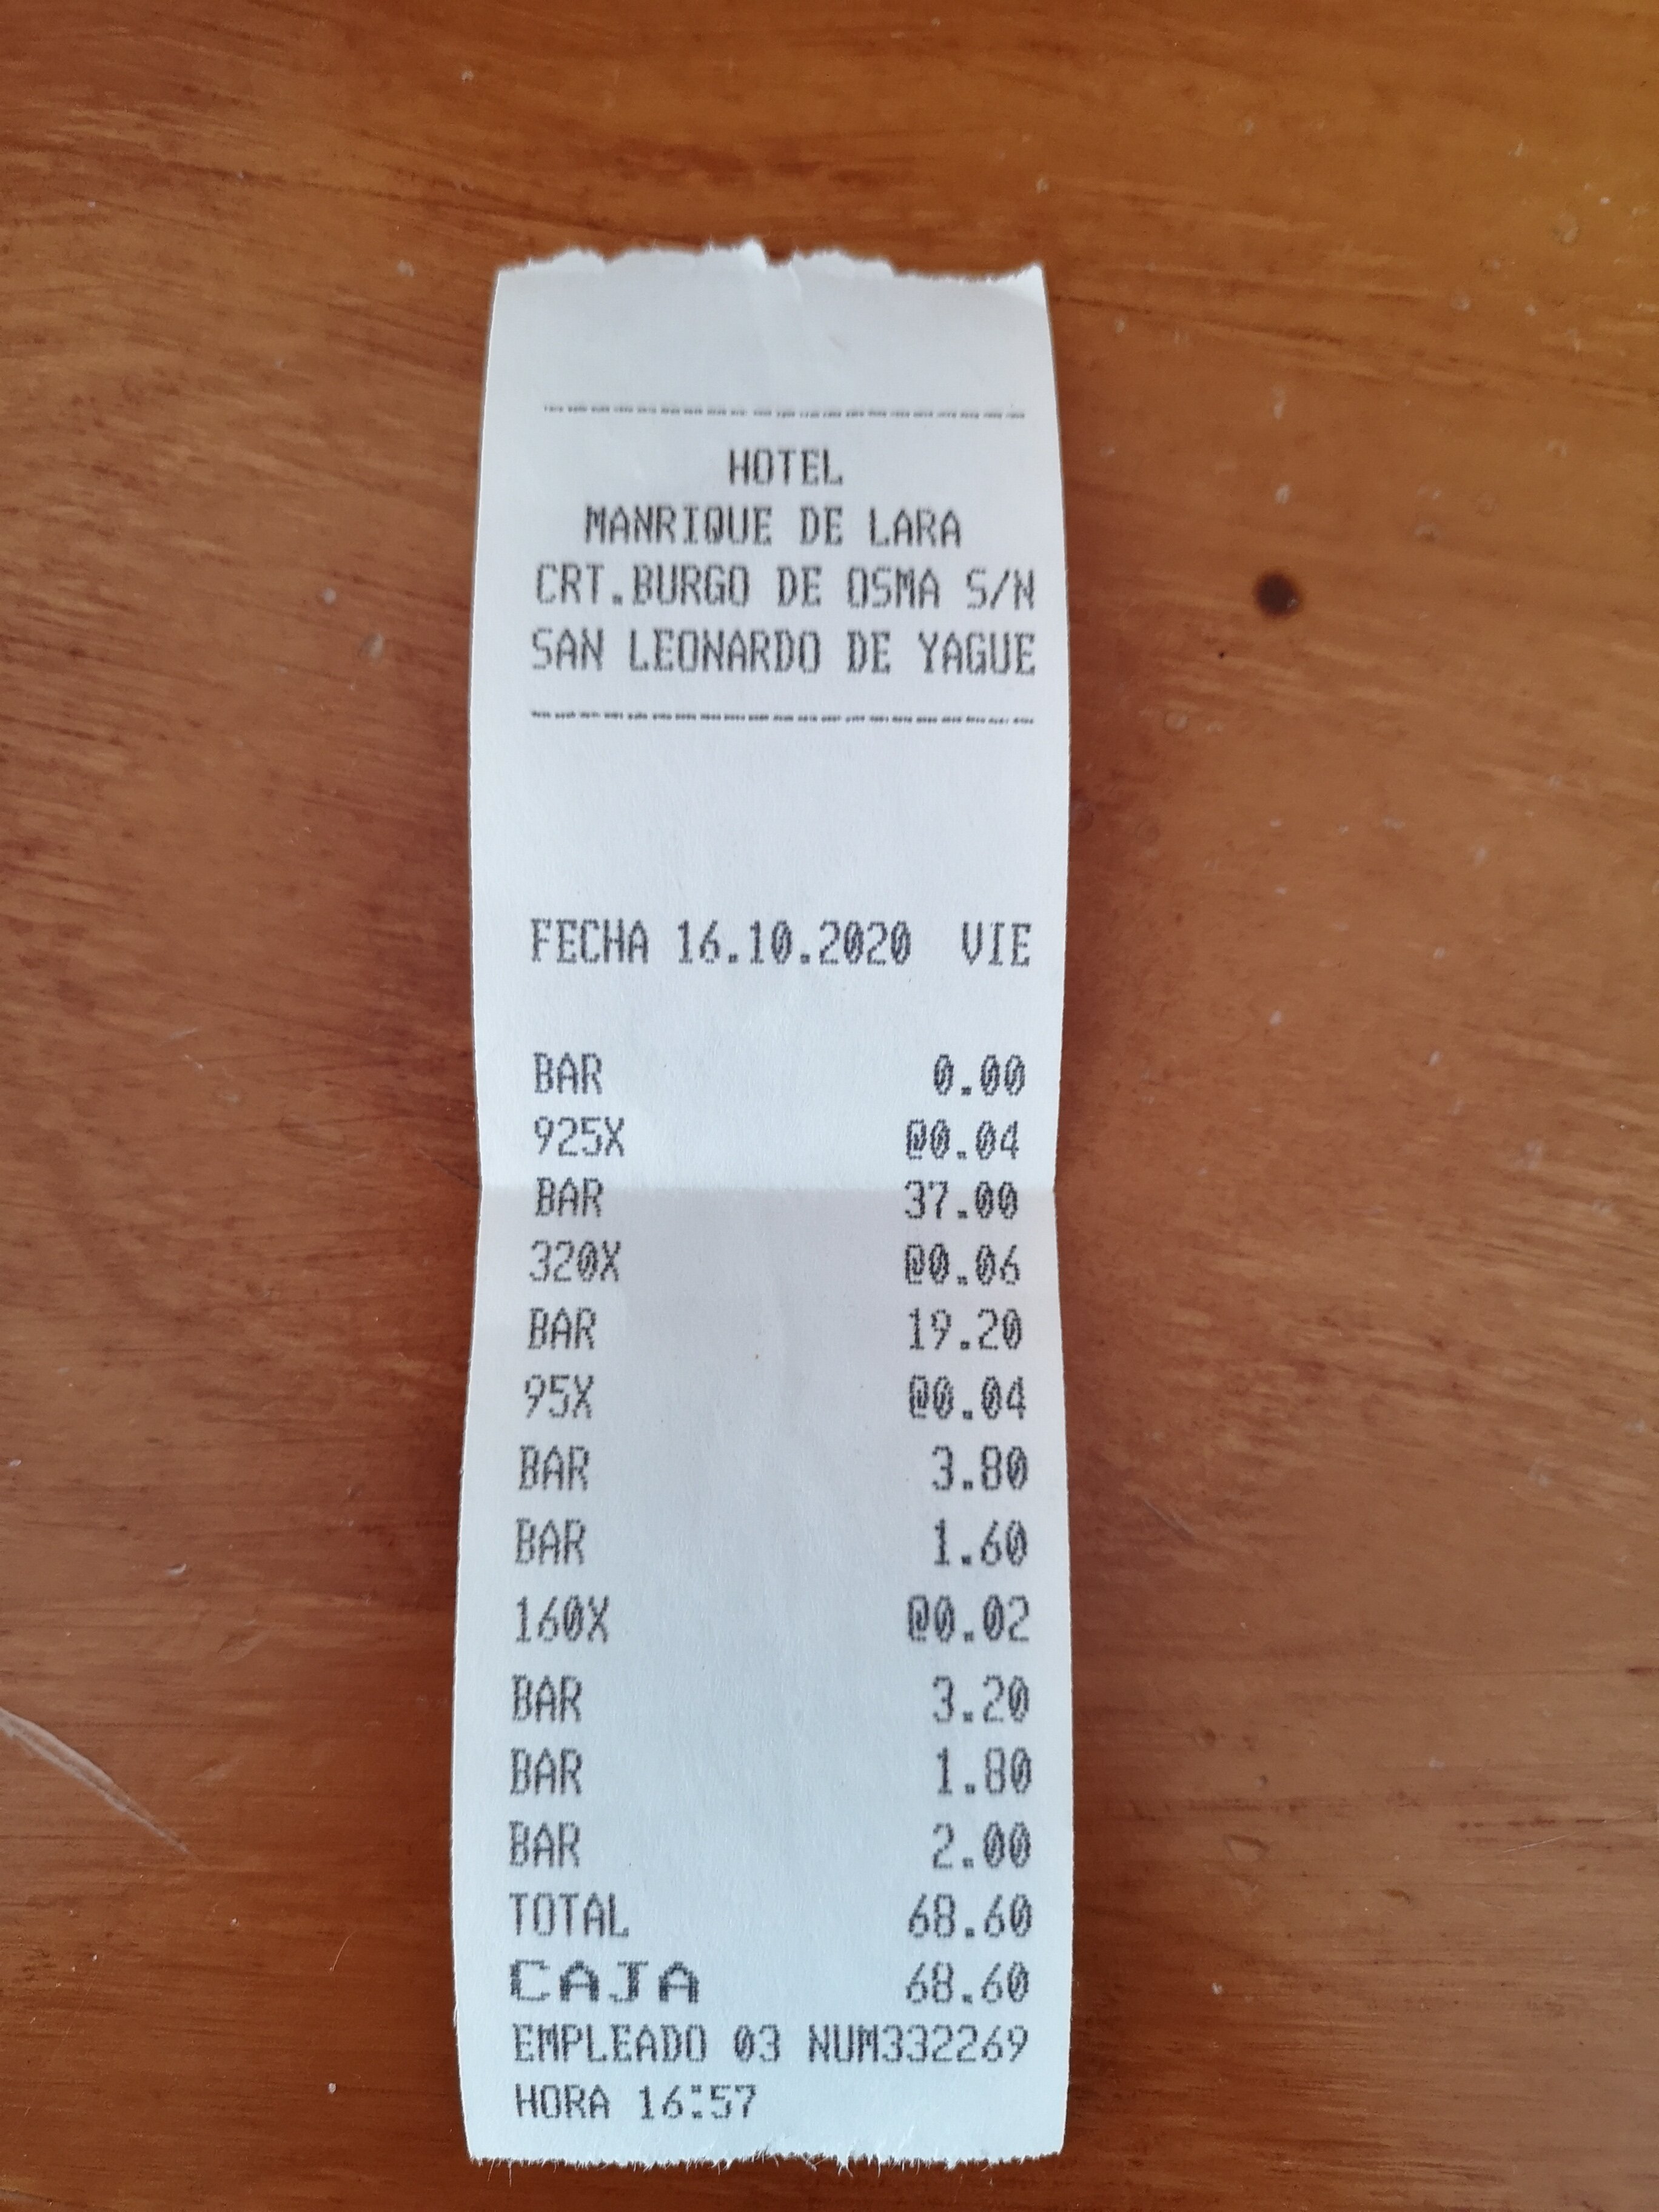 HOTEL
MANRIQUE DE LARA
CRT.BURGO DE OSMA S/N
SAN LEONARDO DE YAGUE
FECHA 16.10.2020 VIE
BAR 0.00
925X @0.04
BAR 37.00
320X @0.06
BAR 19.20
95X @0.04
BAR 3.80
BAR 1.60
160X @0.02
BAR 3.20
BAR 1.80
BAR 2.00
TOTAL 68.60
CAJA 68.60
EMPLEADO 03 NUM332269
HORA 16:57